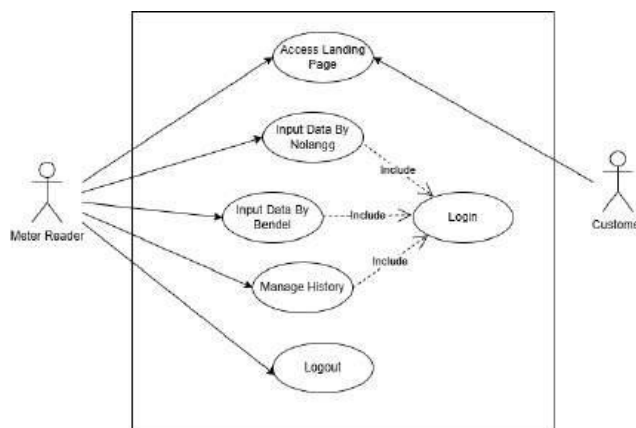 Access Landing
Page
Input Data By
Nolangg
Include
Meter Reader
Input Data By
Bendel
Include
Login
Custome
Include
Manage History
Logout